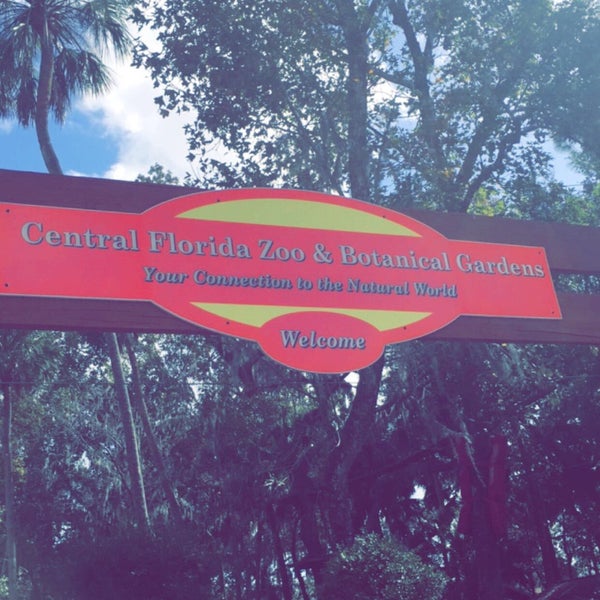 Central Florida Zoo & Botanical Gardens
Your Connection to the Natural World
Welcome